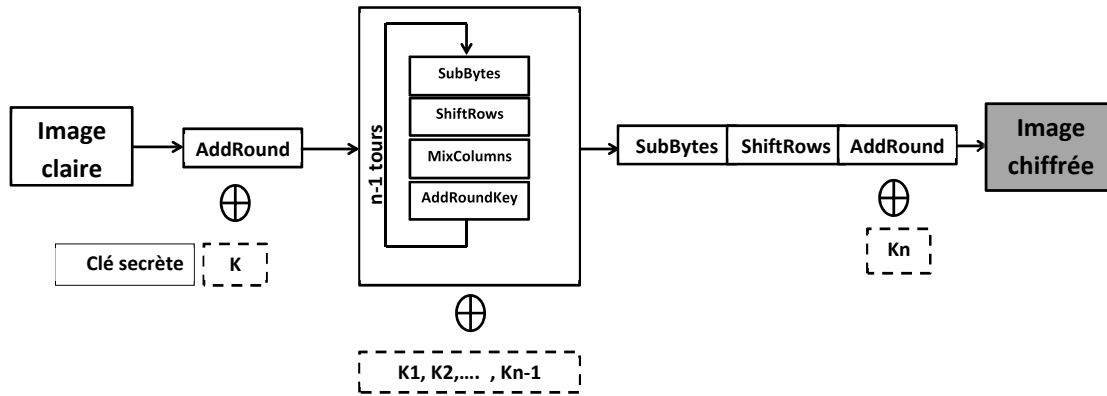 Image
claire
AddRound
Clé secrète
K
n-1 tours
SubBytes
ShiftRows
MixColumns
AddRoundKey
K1, K2,.... , Kn-1
SubBytes
ShiftRows
AddRound
Kn
Image
chiffrée